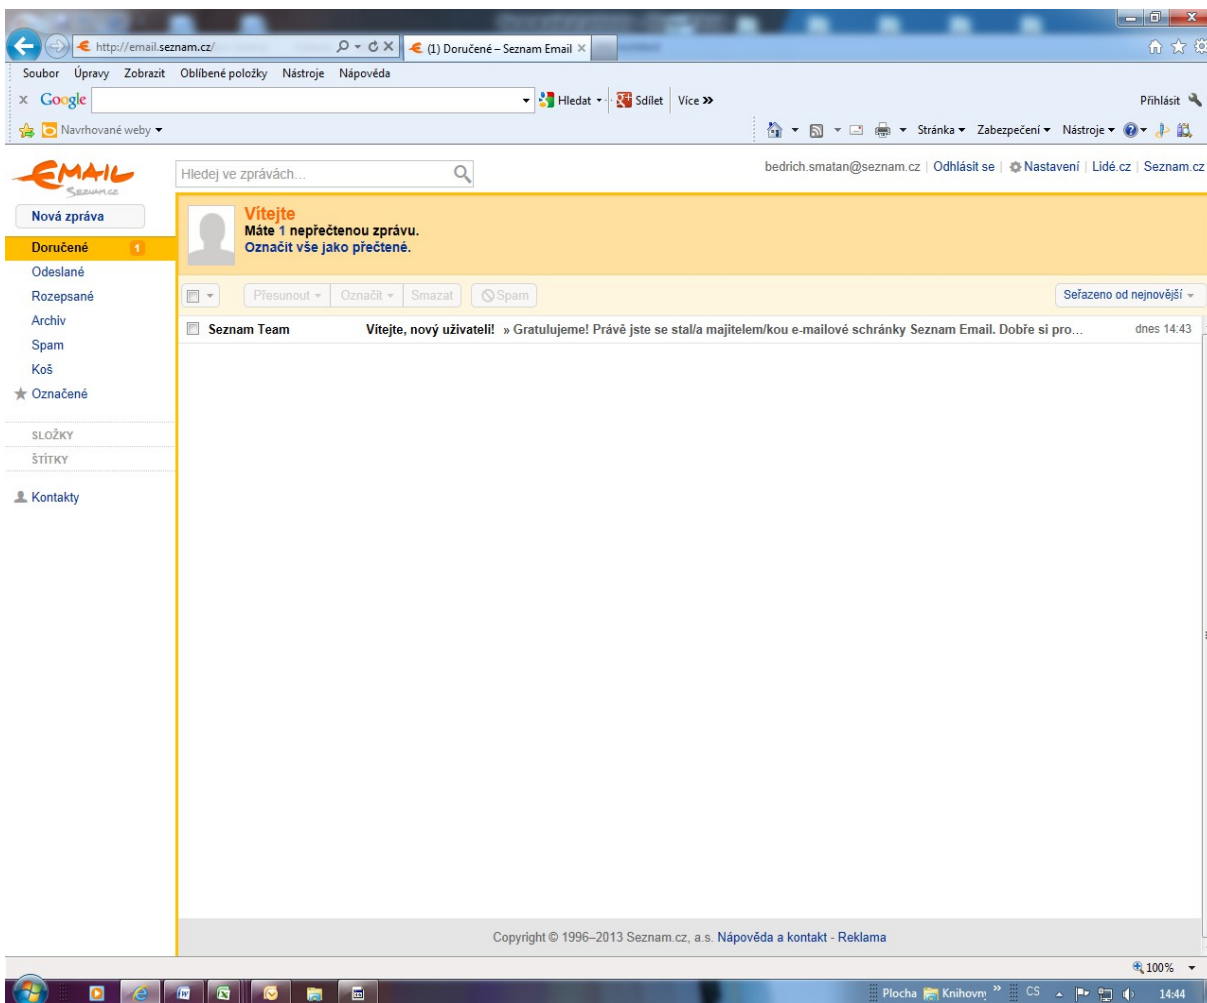 http://email.seznam.cz/
(1) Doručené – Seznam Email
Soubor Úpravy Zobrazit Oblíbené položky Nástroje Nápověda
x Google Hledat Sdílet Více » Přihlásit
Navrhované weby Stránka Zabezpečení Nástroje
EMAIL Hledej ve zprávách... bedrich.smatan@seznam.cz | Odhlásit se | Nastavení | Lidé.cz | Seznam.cz
SEZNAM.CZ
Nová zpráva
Vítejte
Máte 1 nepřečtenou zprávu.
Označit vše jako přečtené.
Doručené 1
Odeslané
Rozepsané
Archiv
Spam
Koš
Označené
SLOŽKY
ŠTÍTKY
Kontakty
Přesunout Označit Smazat Spam Seřazeno od nejnovější
Seznam Team Vítejte, nový uživateli! » Gratulujeme! Právě jste se stal/a majitelem/kou e-mailové schránky Seznam Email. Dobře si pro... dnes 14:43
Copyright © 1996–2013 Seznam.cz, a.s. Nápověda a kontakt - Reklama
100%
Plocha Knihovny » CS 14:44